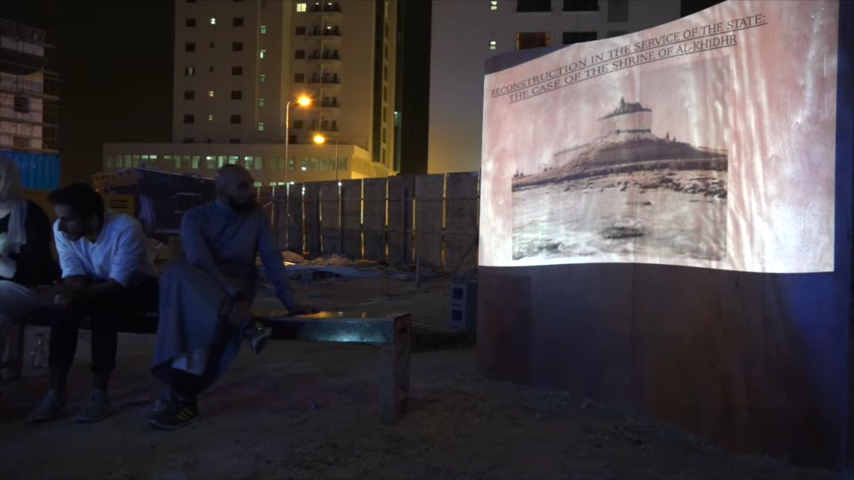 RECONSTRUCTION IN THE SERVICE OF THE STATE:
THE CASE OF THE SHRINE OF AL-KHIDHR